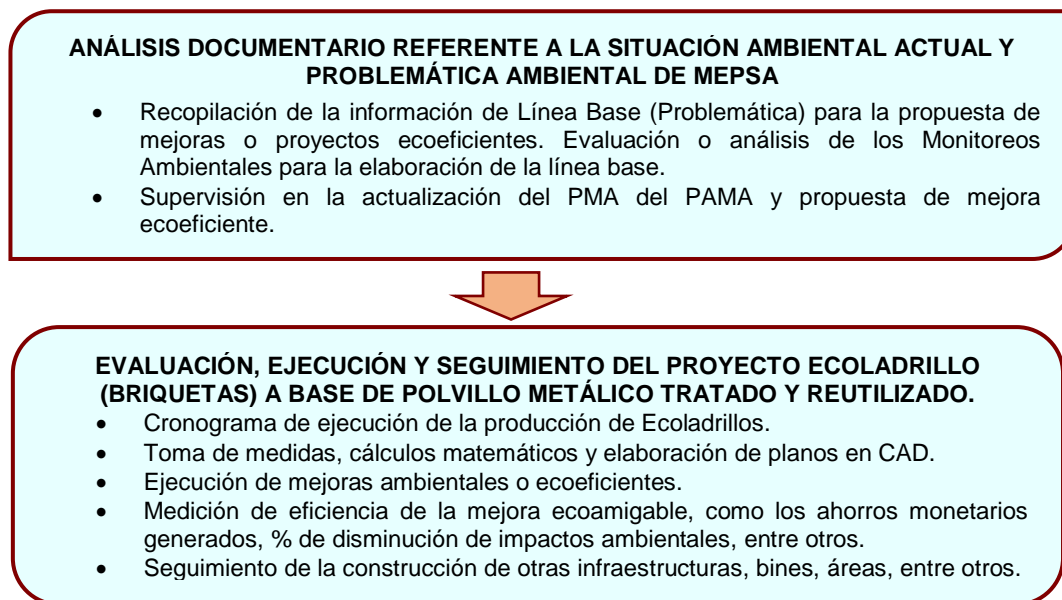 ANÁLISIS DOCUMENTARIO REFERENTE A LA SITUACIÓN AMBIENTAL ACTUAL Y
PROBLEMÁTICA AMBIENTAL DE MEPSA
• Recopilación de la información de Línea Base (Problemática) para la propuesta de
mejoras o proyectos ecoeficientes. Evaluación o análisis de los Monitoreos
Ambientales para la elaboración de la línea base.
• Supervisión en la actualización del PMA del PAMA y propuesta de mejora
ecoeficiente.
EVALUACIÓN, EJECUCIÓN Y SEGUIMIENTO DEL PROYECTO ECOLADRILLO
(BRIQUETAS) A BASE DE POLVILLO METÁLICO TRATADO Y REUTILIZADO.
• Cronograma de ejecución de la producción de Ecoladrillos.
• Toma de medidas, cálculos matemáticos y elaboración de planos en CAD.
• Ejecución de mejoras ambientales o ecoeficientes.
• Medición de eficiencia de la mejora ecoamigable, como los ahorros monetarios
generados, % de disminución de impactos ambientales, entre otros.
• Seguimiento de la construcción de otras infraestructuras, bines, áreas, entre otros.